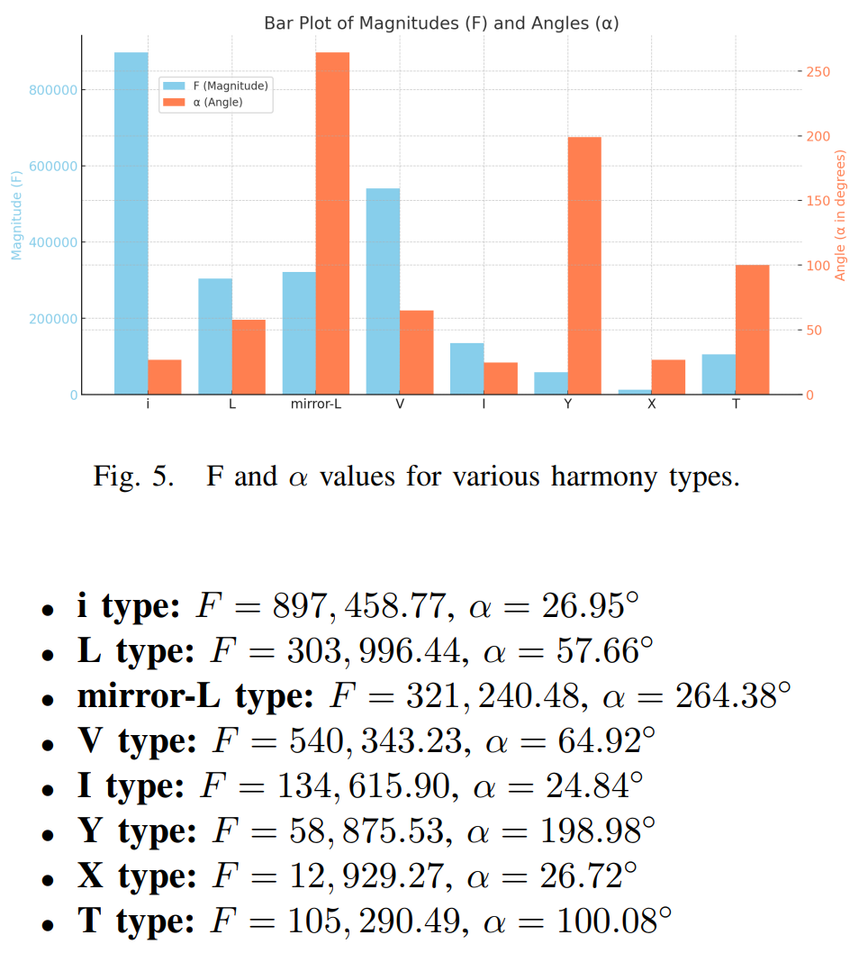 Bar Plot of Magnitudes (F) and Angles (α)
Magnitude (F)
800000
600000
400000
200000
0
F (Magnitude)
α (Angle)
250
200
150
100
50
0
Angle (α in degrees)
i L mirror-L V I Y X T
Fig. 5. F and α values for various harmony types.
• i type: F = 897,458.77, α = 26.95°
• L type: F = 303,996.44, α = 57.66°
• mirror-L type: F = 321,240.48, α = 264.38°
• V type: F = 540,343.23, α = 64.92°
• I type: F = 134,615.90, α = 24.84°
• Y type: F = 58,875.53, α = 198.98°
• X type: F = 12,929.27, α = 26.72°
• T type: F = 105,290.49, α = 100.08°